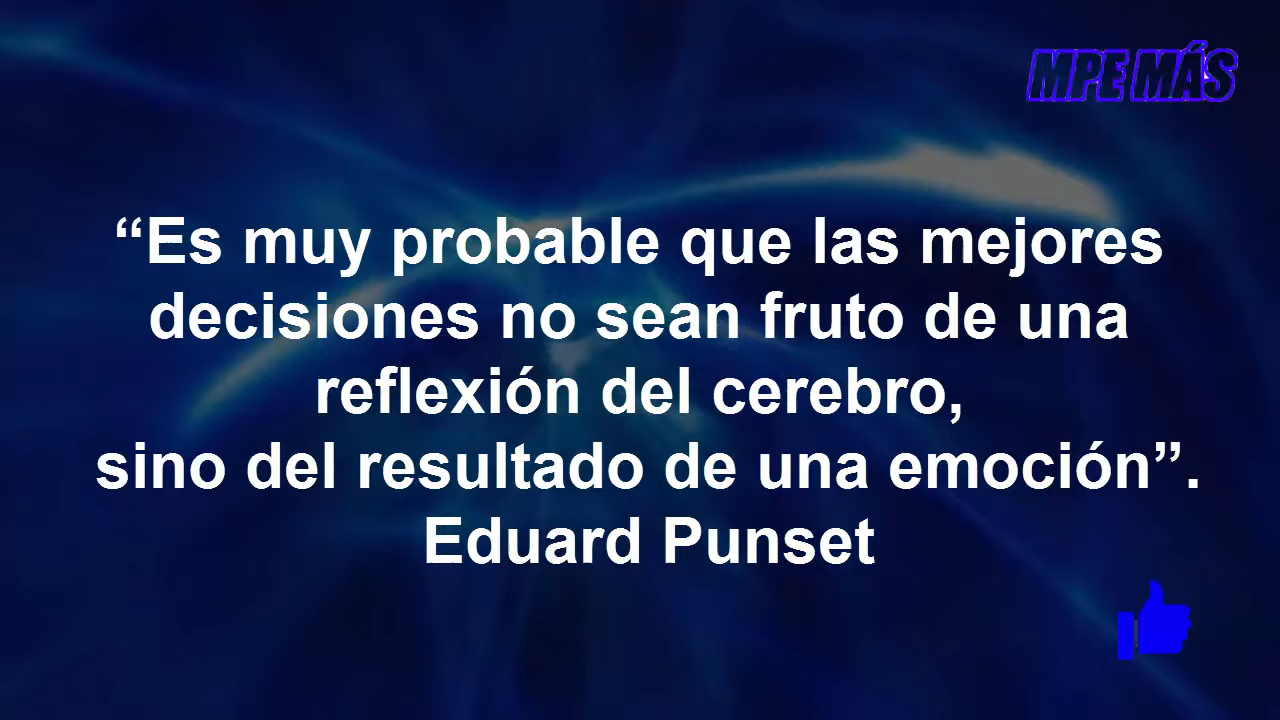 MPE MÁS
“Es muy probable que las mejores
decisiones no sean fruto de una
reflexión del cerebro,
sino del resultado de una emoción”.
Eduard Punset